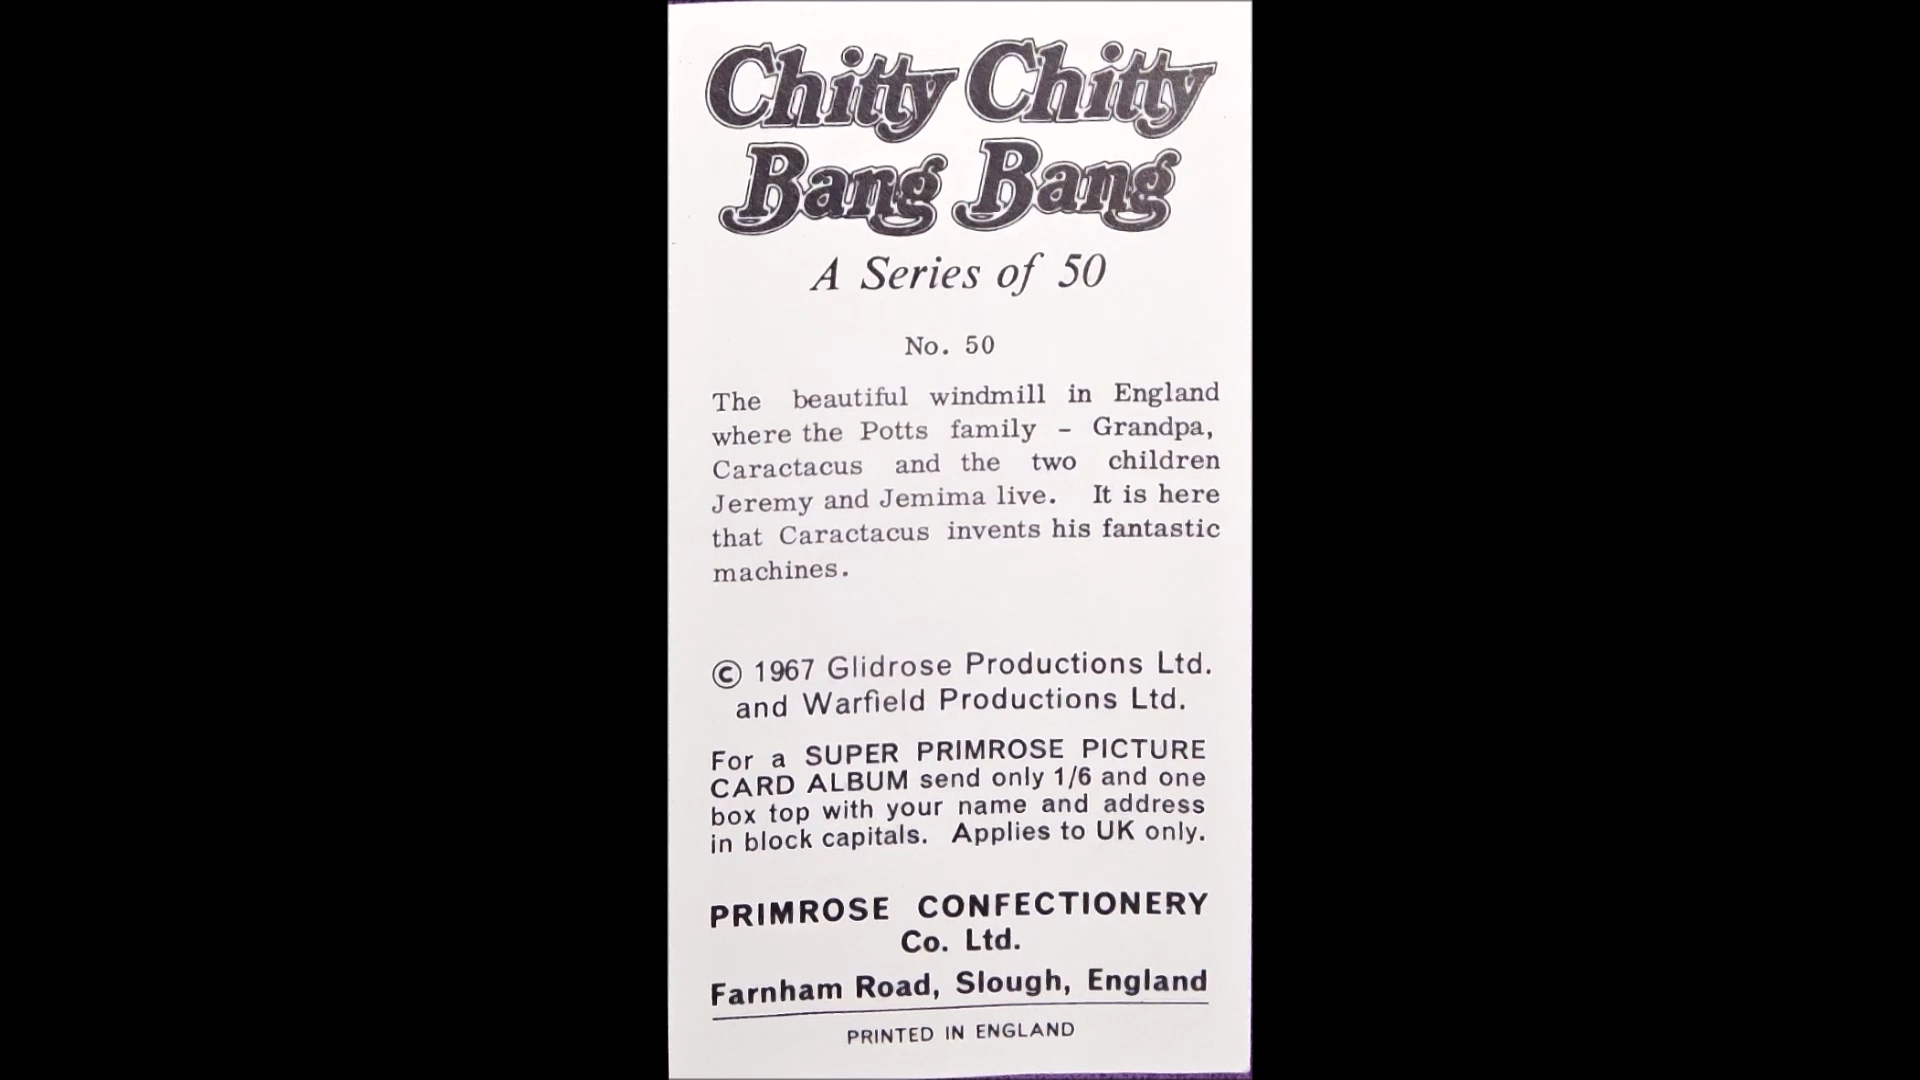 Chitty Chitty
Bang Bang
A Series of 50
No. 50
The beautiful windmill in England
where the Potts family - Grandpa,
Caractacus and the two children
Jeremy and Jemima live. It is here
that Caractacus invents his fantastic
machines.
© 1967 Glidrose Productions Ltd.
and Warfield Productions Ltd.
For a SUPER PRIMROSE PICTURE
CARD ALBUM send only 1/6 and one
box top with your name and address
in block capitals. Applies to UK only.
PRIMROSE CONFECTIONERY
Co. Ltd.
Farnham Road, Slough, England
PRINTED IN ENGLAND